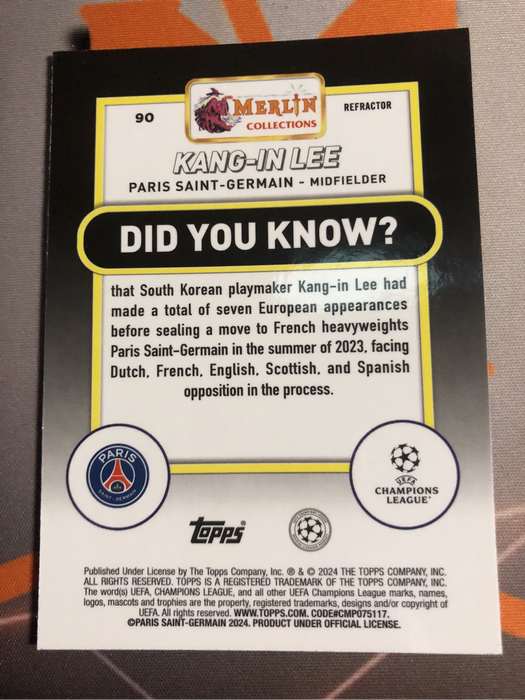 90
MERLIN
COLLECTIONS
REFRACTOR
KANG-IN LEE
PARIS SAINT-GERMAIN - MIDFIELDER
DID YOU KNOW?
that South Korean playmaker Kang-in Lee had
made a total of seven European appearances
before sealing a move to French heavyweights
Paris Saint-Germain in the summer of 2023, facing
Dutch, French, English, Scottish, and Spanish
opposition in the process.
PARIS
SAINT-GERMAIN
UEFA
CHAMPIONS
LEAGUE
Topps
Published Under License by The Topps Company, Inc. ® & © 2024 THE TOPPS COMPANY, INC.
ALL RIGHTS RESERVED. TOPPS IS A REGISTERED TRADEMARK OF THE TOPPS COMPANY, INC.
The word(s) UEFA, CHAMPIONS LEAGUE, and all other UEFA Champions League marks, names,
logos, mascots and trophies are the property, registered trademarks, designs and/or copyright of
UEFA. All rights reserved. WWW.TOPPS.COM. CODE#CMP075117.
©PARIS SAINT-GERMAIN 2024. PRODUCT UNDER OFFICIAL LICENSE.